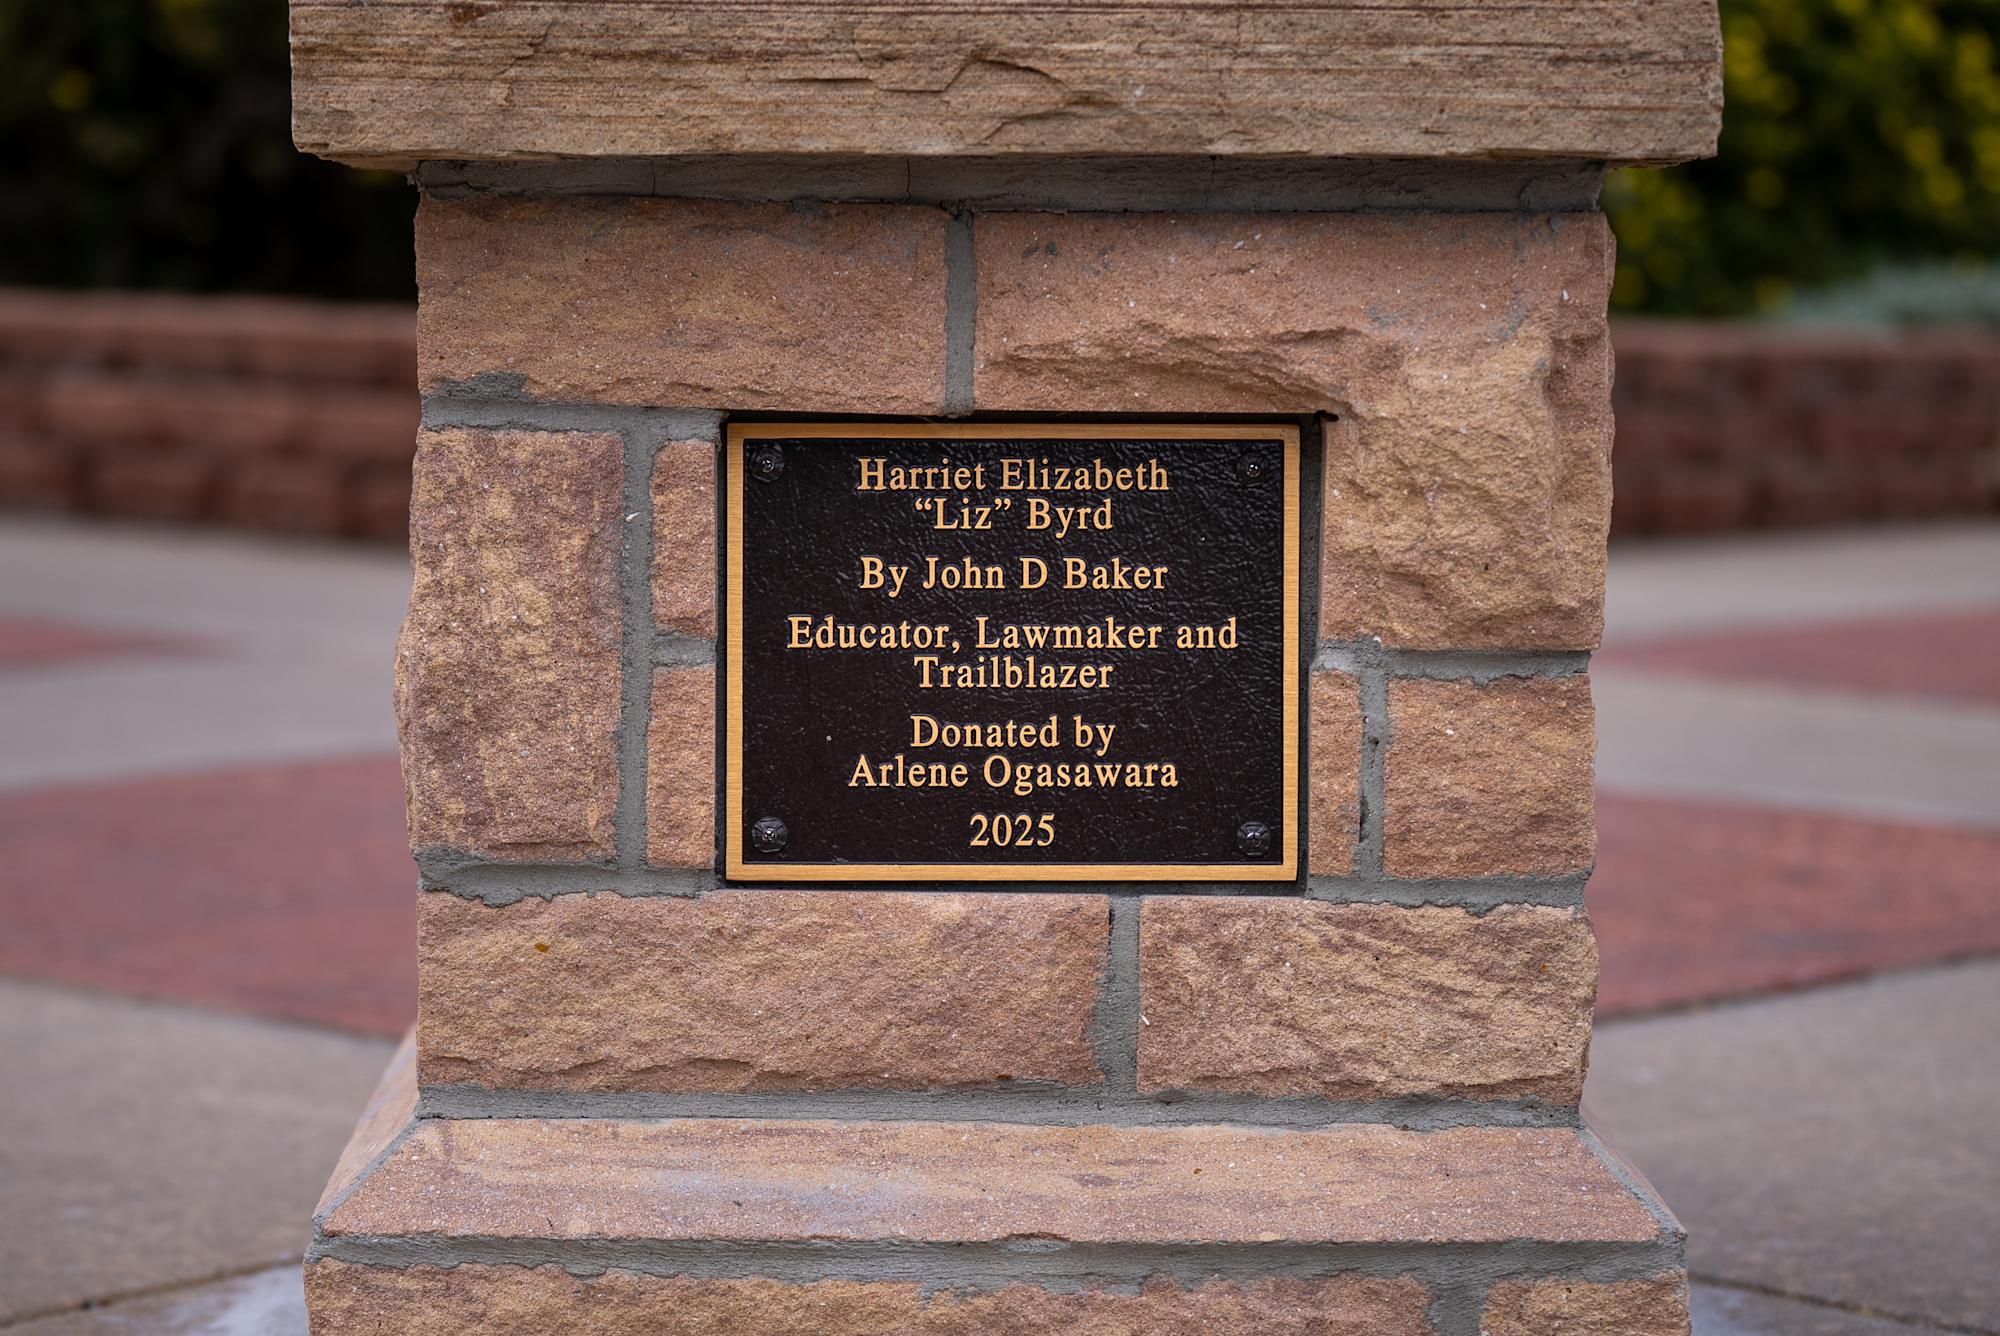 Harriet Elizabeth
“Liz” Byrd
By John D Baker
Educator, Lawmaker and
Trailblazer
Donated by
Arlene Ogasawara
2025